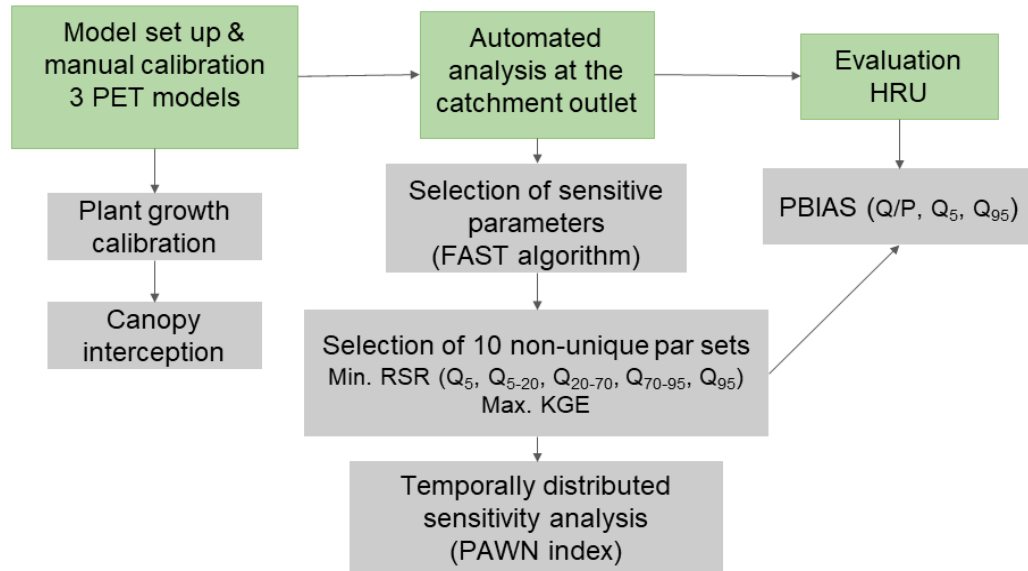 Model set up &
manual calibration
3 PET models
Automated
analysis at the
catchment outlet
Evaluation
HRU
Plant growth
calibration
Canopy
interception
Selection of sensitive
parameters
(FAST algorithm)
Selection of 10 non-unique par sets
Min. RSR (Q5, Q5-20, Q20-70, Q70-95, Q95)
Max. KGE
Temporally distributed
sensitivity analysis
(PAWN index)
PBIAS (Q/P, Q5, Q95)